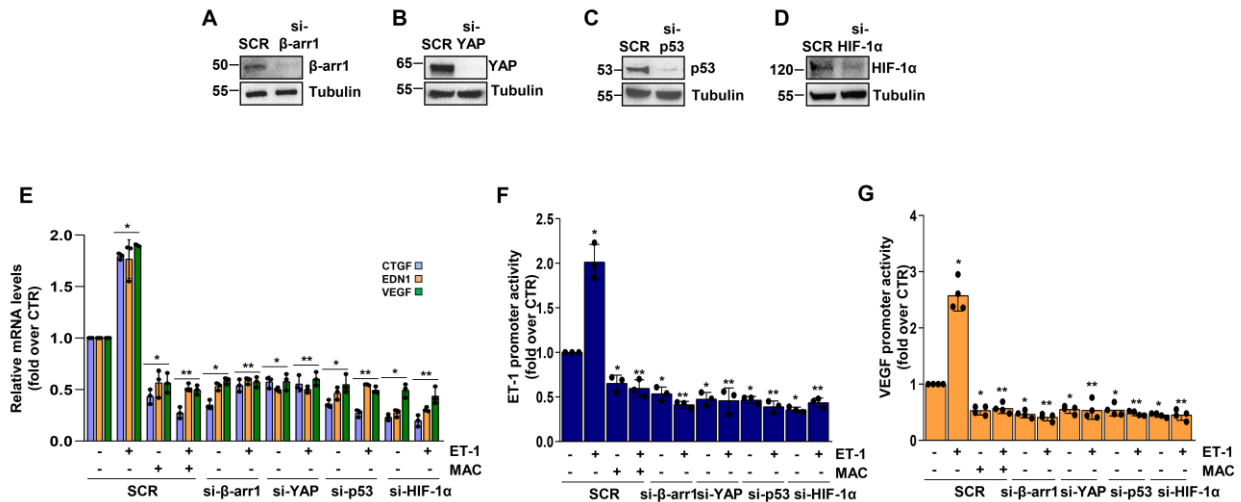 A
SCR si-β-arr1
50
β-arr1
55
Tubulin
B
SCR si-YAP
65
YAP
55
Tubulin
C
SCR si-p53
53
p53
55
Tubulin
D
SCR si-HIF-1α
120
HIF-1α
55
Tubulin
E
Relative mRNA levels
(fold over CTR)
2.0
1.5
1.0
0.5
0.0
CTGF
EDN1
VEGF
* * ** * ** * ** * ** * **
- + - + - + - + - + - + ET-1
+ + MAC
SCR si-β-arr1 si-YAP si-p53 si-HIF-1α
F
ET-1 promoter activity
(fold over CTR)
2.5
2.0
1.5
1.0
0.5
0.0
* * ** * ** * ** * ** * **
- + - + - + - + - + - + ET-1
+ + MAC
SCR si-β-arr1 si-YAP si-p53 si-HIF-1α
G
VEGF promoter activity
(fold over CTR)
4
3
2
1
0
* * ** * ** * ** * ** * **
- + - + - + - + - + - + ET-1
+ + MAC
SCR si-β-arr1 si-YAP si-p53 si-HIF-1α